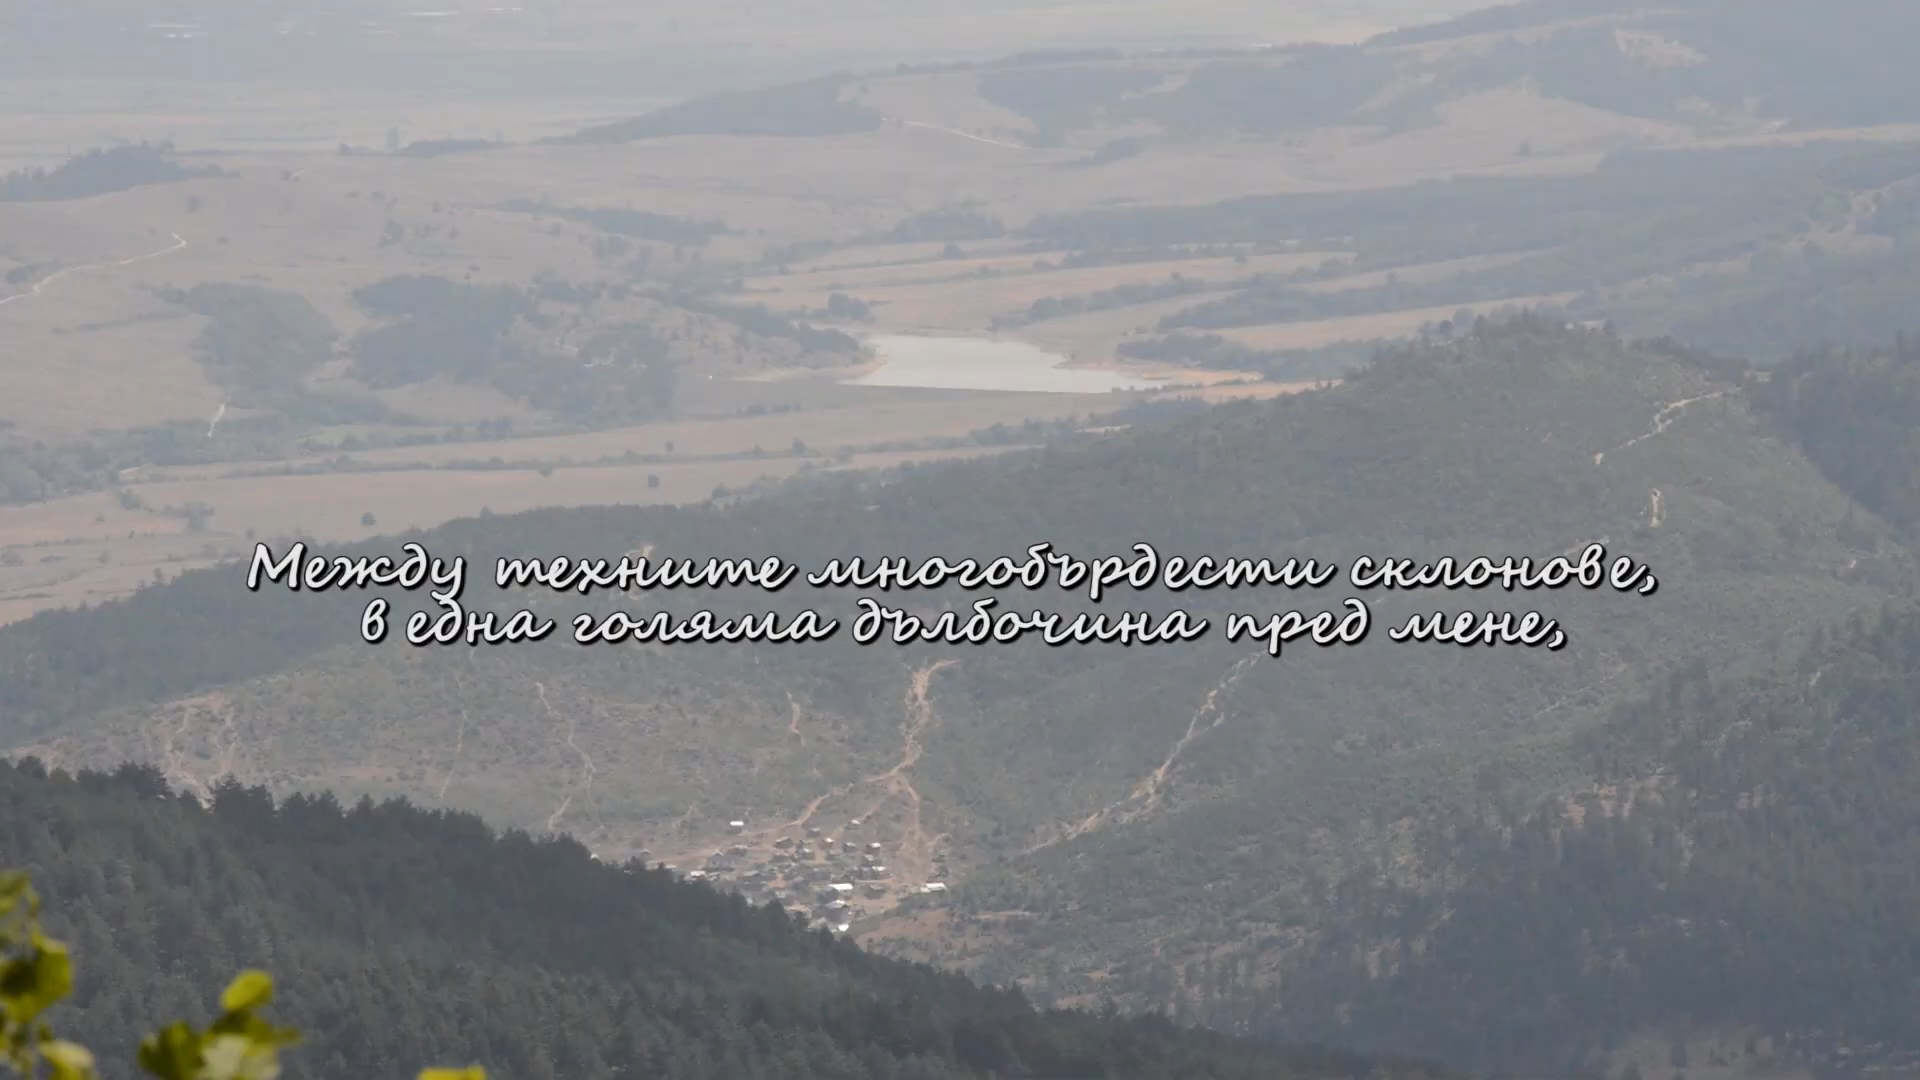 Между техните многобърдести склонове,
в една голяма дълбочина пред мене,